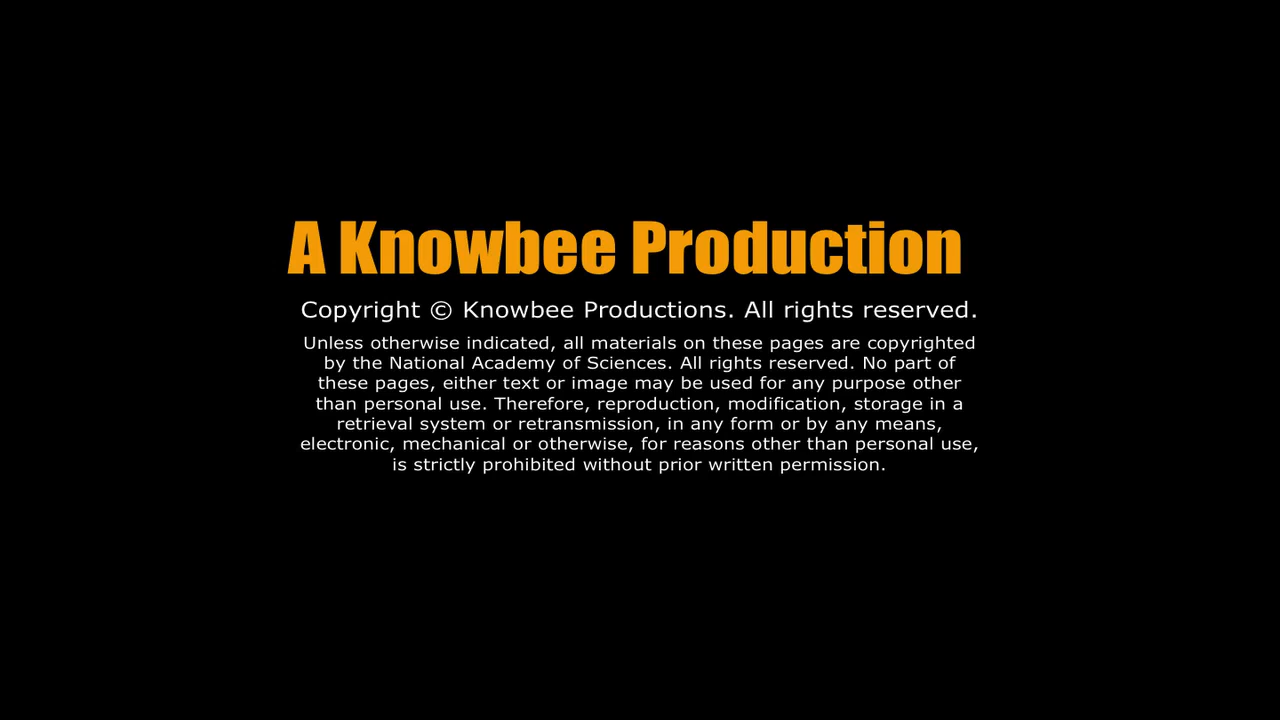 A Knowbee Production
Copyright © Knowbee Productions. All rights reserved.
Unless otherwise indicated, all materials on these pages are copyrighted
by the National Academy of Sciences. All rights reserved. No part of
these pages, either text or image may be used for any purpose other
than personal use. Therefore, reproduction, modification, storage in a
retrieval system or retransmission, in any form or by any means,
electronic, mechanical or otherwise, for reasons other than personal use,
is strictly prohibited without prior written permission.